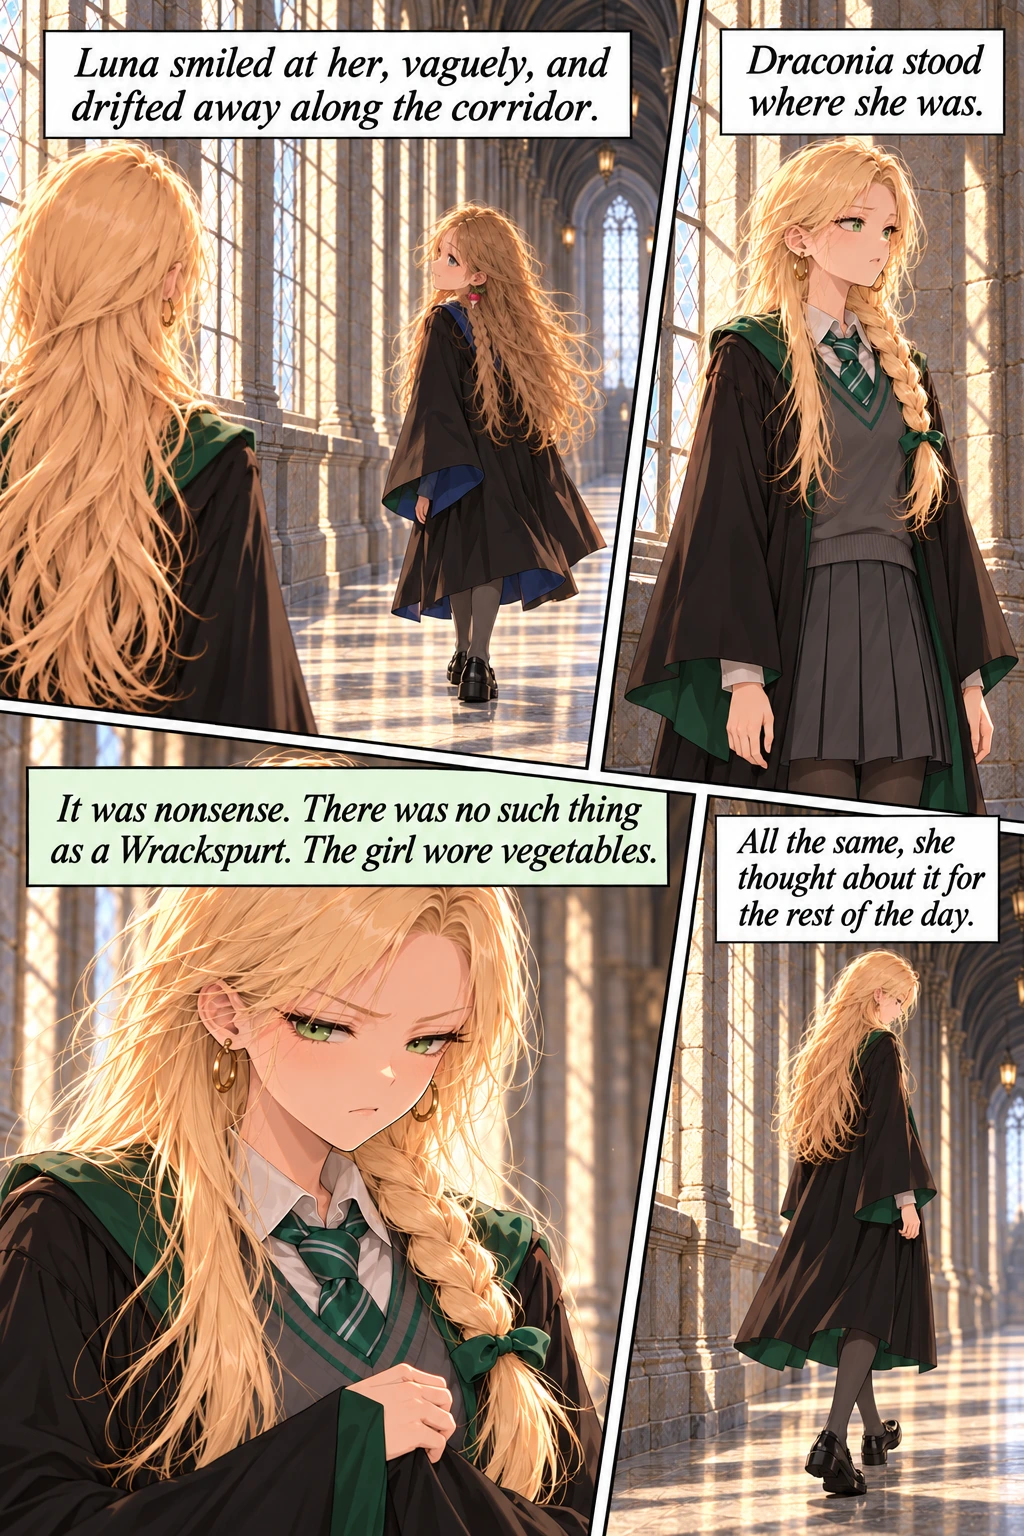 Luna smiled at her, vaguely, and
drifted away along the corridor.
Draconia stood
where she was.
It was nonsense. There was no such thing
as a Wrackspurt. The girl wore vegetables.
All the same, she
thought about it for
the rest of the day.